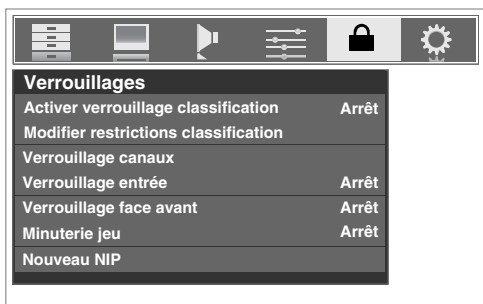 Verrouillages
Activer verrouillage classification Arrêt
Modifier restrictions classification
Verrouillage canaux
Verrouillage entrée Arrêt
Verrouillage face avant Arrêt
Minuterie jeu Arrêt
Nouveau NIP